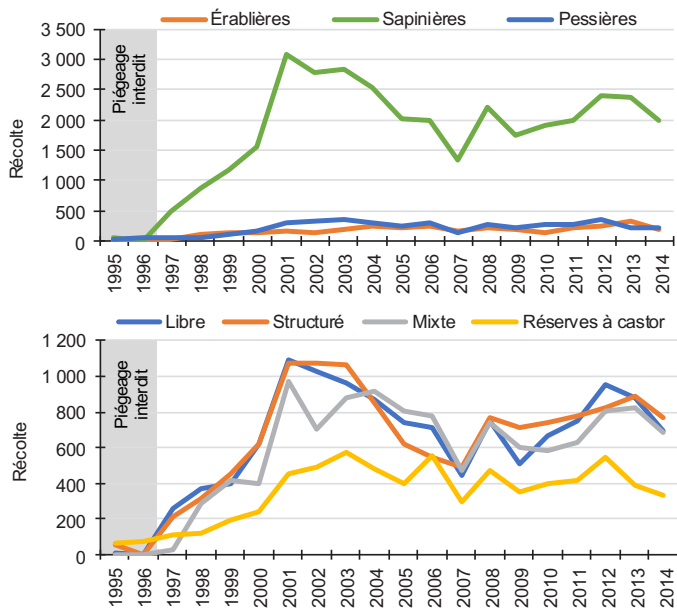 Érablières Sapinières Pessières
3 500
3 000
2 500
2 000
1 500
1 000
500
0
Récolte
Piégeage
interdit
1995 1996 1997 1998 1999 2000 2001 2002 2003 2004 2005 2006 2007 2008 2009 2010 2011 2012 2013 2014
Libre Structuré Mixte Réserves à castor
1 200
1 000
800
600
400
200
0
Récolte
Piégeage
interdit
1995 1996 1997 1998 1999 2000 2001 2002 2003 2004 2005 2006 2007 2008 2009 2010 2011 2012 2013 2014